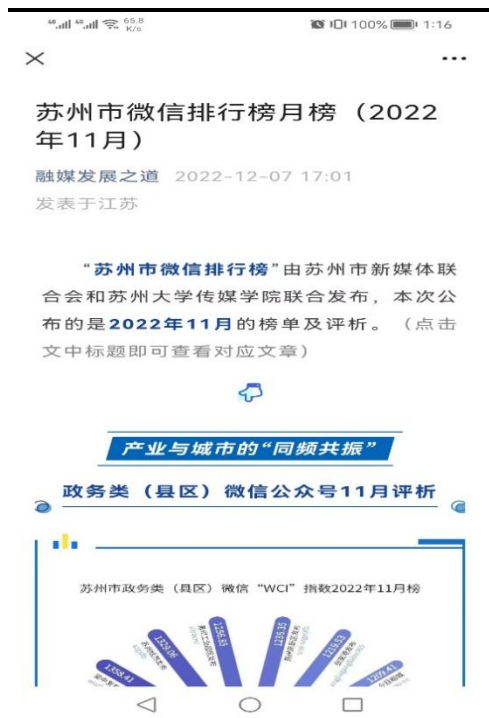 46 46 65.8 K/s 100% 1:16
苏州市微信排行榜月榜（2022
年11月）
融媒发展之道 2022-12-07 17:01
发表于江苏
“苏州市微信排行榜”由苏州市新媒体联
合会和苏州大学传媒学院联合发布，本次公
布的是2022年11月的榜单及评析。（点击
文中标题即可查看对应文章）
产业与城市的“同频共振”
政务类（县区）微信公众号11月评析
苏州市政务类（县区）微信“WCI”指数2022年11月榜
1358.41
1329.06
1256.85
1236.35
1219.53
1209.41